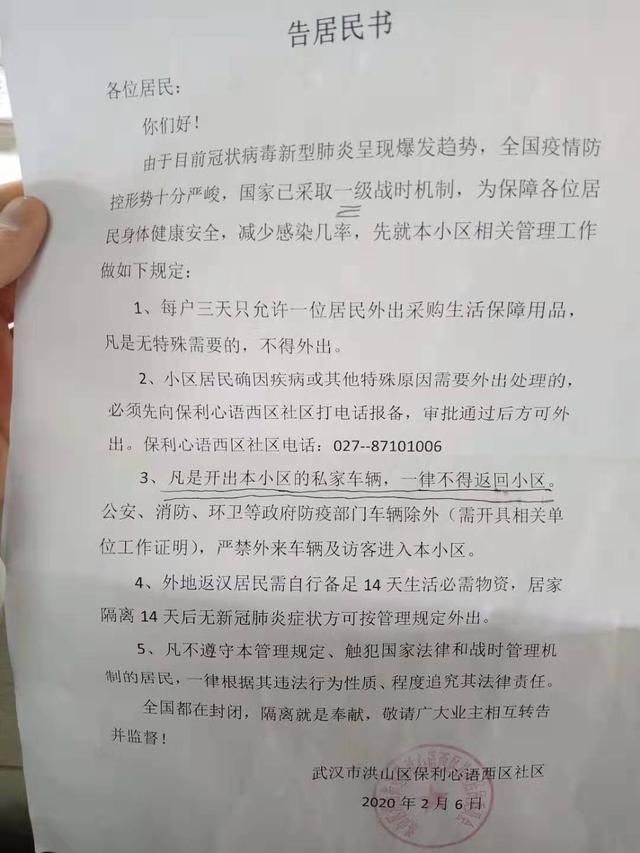 告居民书
各位居民：
你们好！
由于目前冠状病毒新型肺炎呈现爆发趋势，全国疫情防
控形势十分严峻，国家已采取一级战时机制，为保障各位居
民身体健康安全，减少感染几率，先就本小区相关管理工作
做如下规定：
1、每户三天只允许一位居民外出采购生活保障用品，
凡是无特殊需要的，不得外出。
2、小区居民确因疾病或其他特殊原因需要外出处理的，
必须先向保利心语西区社区打电话报备，审批通过后方可外
出。保利心语西区社区电话：027--87101006
3、凡是开出本小区的私家车辆，一律不得返回小区。
公安、消防、环卫等政府防疫部门车辆除外（需开具相关单
位工作证明），严禁外来车辆及访客进入本小区。
4、外地返汉居民需自行备足 14 天生活必需物资，居家
隔离 14 天后无新冠肺炎症状方可按管理规定外出。
5、凡不遵守本管理规定、触犯国家法律和战时管理机
制的居民，一律根据其违法行为性质、程度追究其法律责任。
全国都在封闭，隔离就是奉献，敬请广大业主相互转告
并监督！
武汉市洪山区保利心语西区社区
2020 年 2 月 6 日